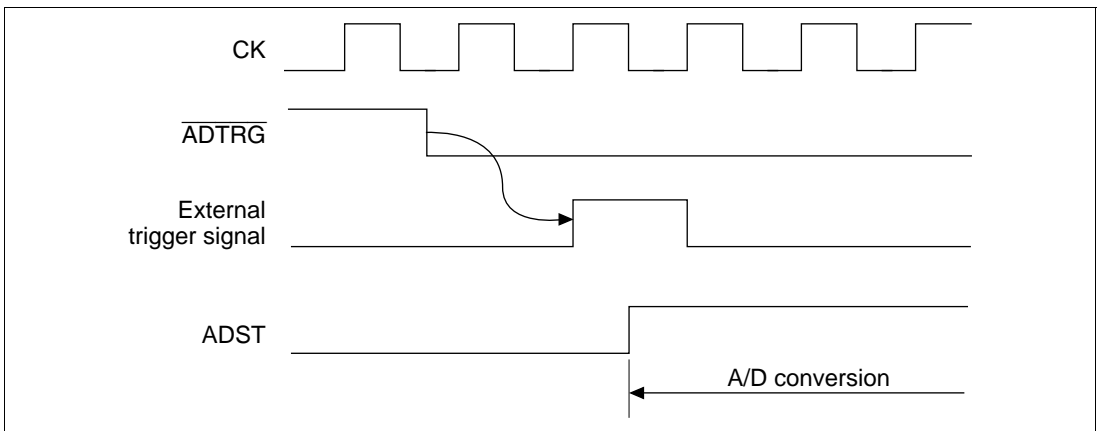 CK
ADTRG
External
trigger signal
ADST
A/D conversion